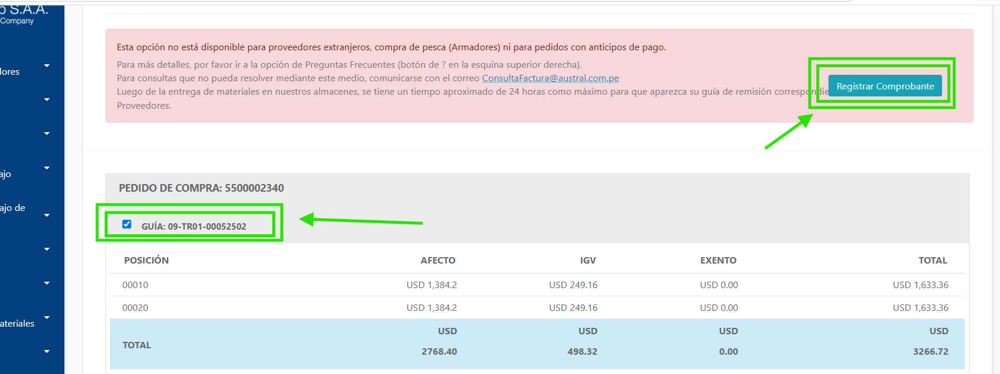 o S.A.A.
Company
Esta opción no está disponible para proveedores extranjeros, compra de pesca (Armadores) ni para pedidos con anticipos de pago.
Para más detalles, por favor ir a la opción de Preguntas Frecuentes (botón de ? en la esquina superior derecha).
Para consultas que no pueda resolver mediante este medio, comunicarse con el correo ConsultaFactura@austral.com.pe
Luego de la entrega de materiales en nuestros almacenes, se tiene un tiempo aproximado de 24 horas como máximo para que aparezca su guía de remisión correspondie
Proveedores.
Registrar Comprobante
lores
ajo
ajo de
ateriales
PEDIDO DE COMPRA: 5500002340
GUÍA: 09-TR01-00052502
POSICIÓN AFECTO IGV EXENTO TOTAL
00010 USD 1,384.2 USD 249.16 USD 0.00 USD 1,633.36
00020 USD 1,384.2 USD 249.16 USD 0.00 USD 1,633.36
USD USD USD USD
TOTAL
2768.40 498.32 0.00 3266.72